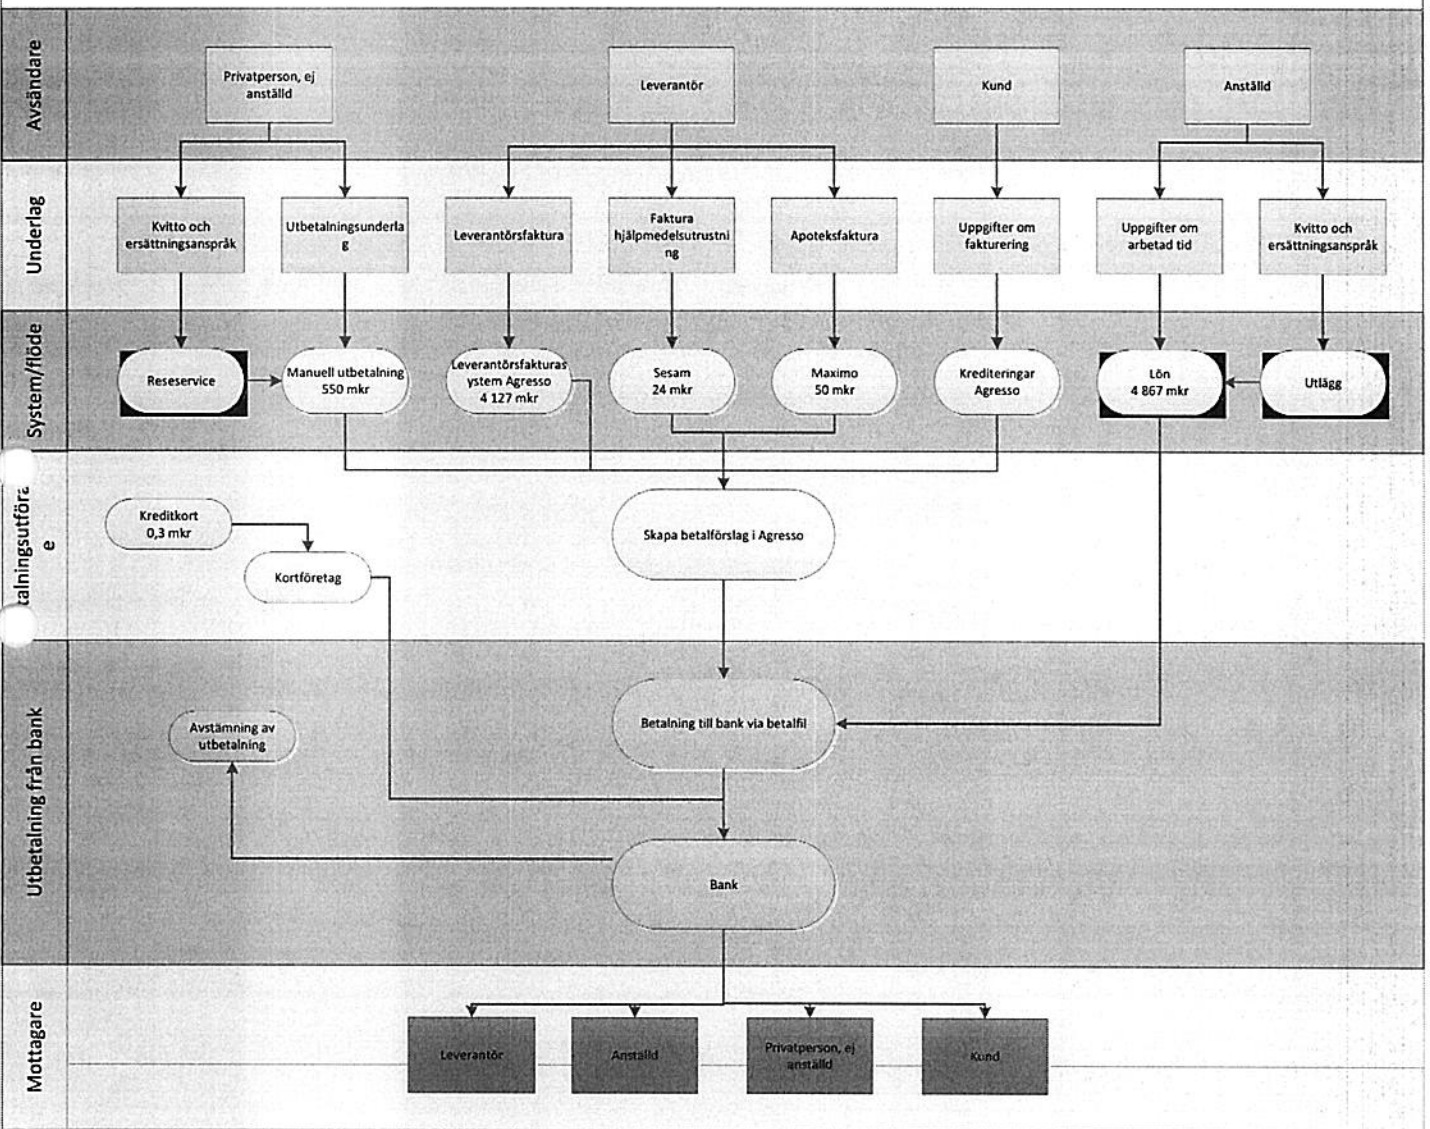 Avsändare
Privatperson, ej
anställd
Leverantör
Kund
Anställd
Underlag
Kvitto och
ersättningsanspråk
Utbetalningsunderla
g
Leverantörsfaktura
Faktura
hjälpmedelsutrustni
ng
Apoteksfaktura
Uppgifter om
fakturering
Uppgifter om
arbetad tid
Kvitto och
ersättningsanspråk
System/flöde
Reseservice
Manuell utbetalning
550 mkr
Leverantörsfakturas
ystem Agresso
4 127 mkr
Sesam
24 mkr
Maximo
50 mkr
Krediteringar
Agresso
Lön
4 867 mkr
Utlägg
talningsutföra
e
Kreditkort
0,3 mkr
Kortföretag
Skapa betalförslag i Agresso
Utbetalning från bank
Avstämning av
utbetalning
Betalning till bank via betalfil
Bank
Mottagare
Leverantör
Anställd
Privatperson, ej
anställd
Kund